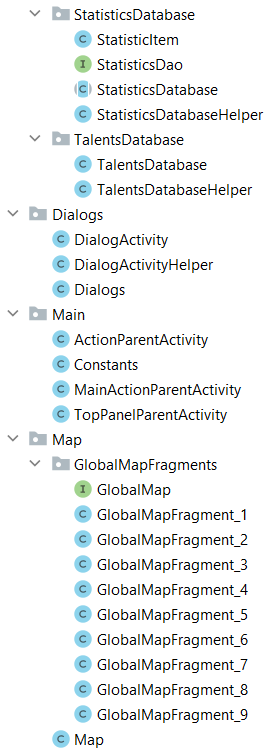 StatisticsDatabase
StatisticItem
StatisticsDao
StatisticsDatabase
StatisticsDatabaseHelper
TalentsDatabase
TalentsDatabase
TalentsDatabaseHelper
Dialogs
DialogActivity
DialogActivityHelper
Dialogs
Main
ActionParentActivity
Constants
MainActionParentActivity
TopPanelParentActivity
Map
GlobalMapFragments
GlobalMap
GlobalMapFragment_1
GlobalMapFragment_2
GlobalMapFragment_3
GlobalMapFragment_4
GlobalMapFragment_5
GlobalMapFragment_6
GlobalMapFragment_7
GlobalMapFragment_8
GlobalMapFragment_9
Map